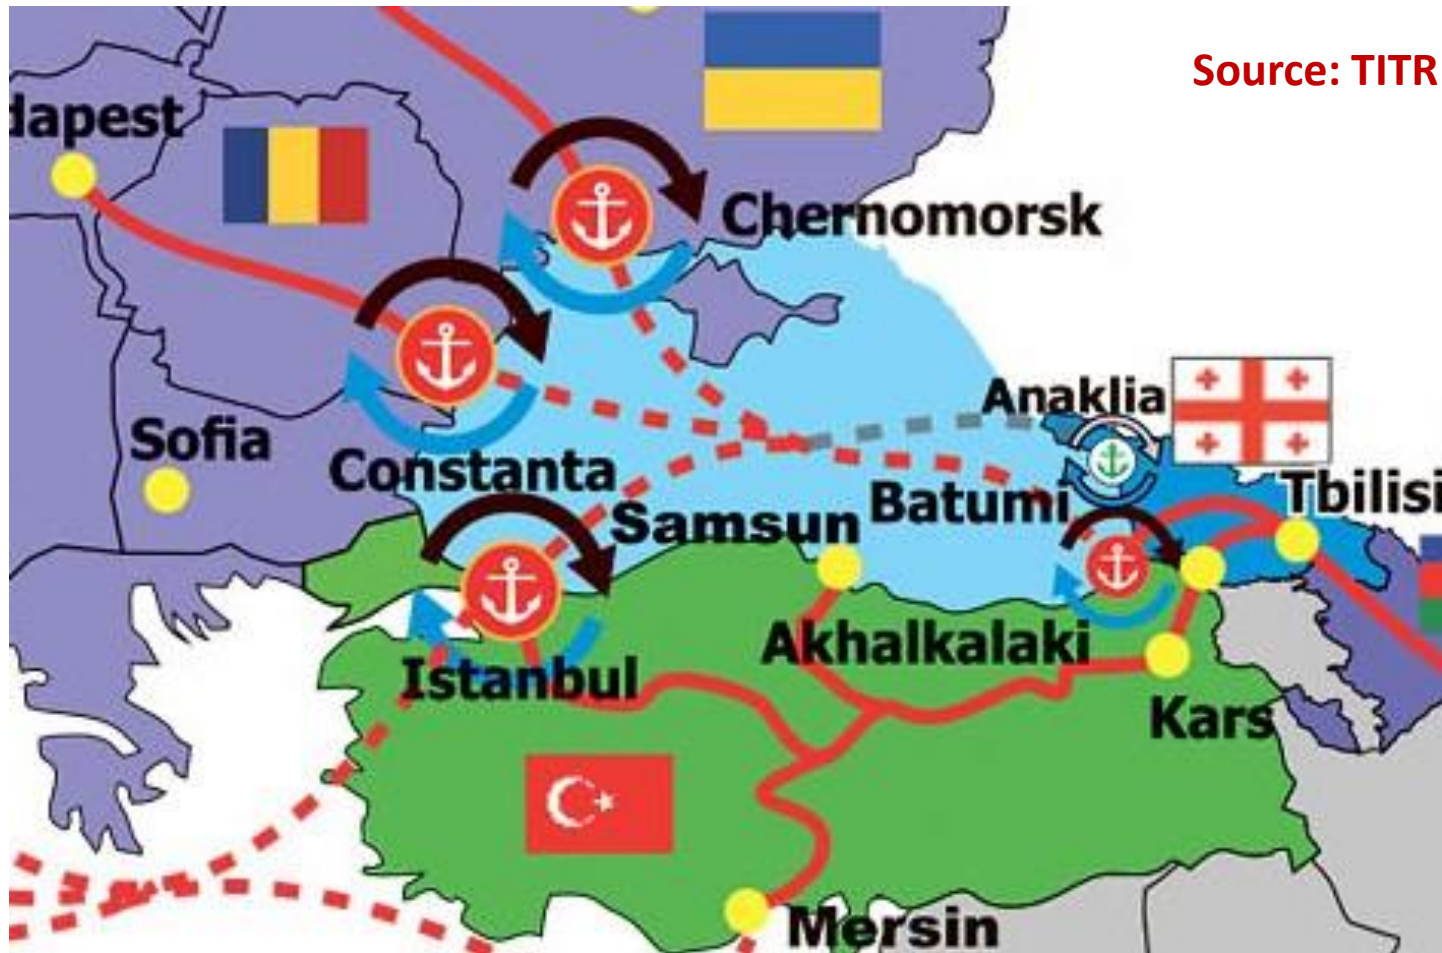 Source: TITR
dapest
Chernomorsk
Anaklia
Sofia
Constanta
Tbilisi
Batumi
Samsun
Akhalkalaki
Istanbul
Kars
Mersin